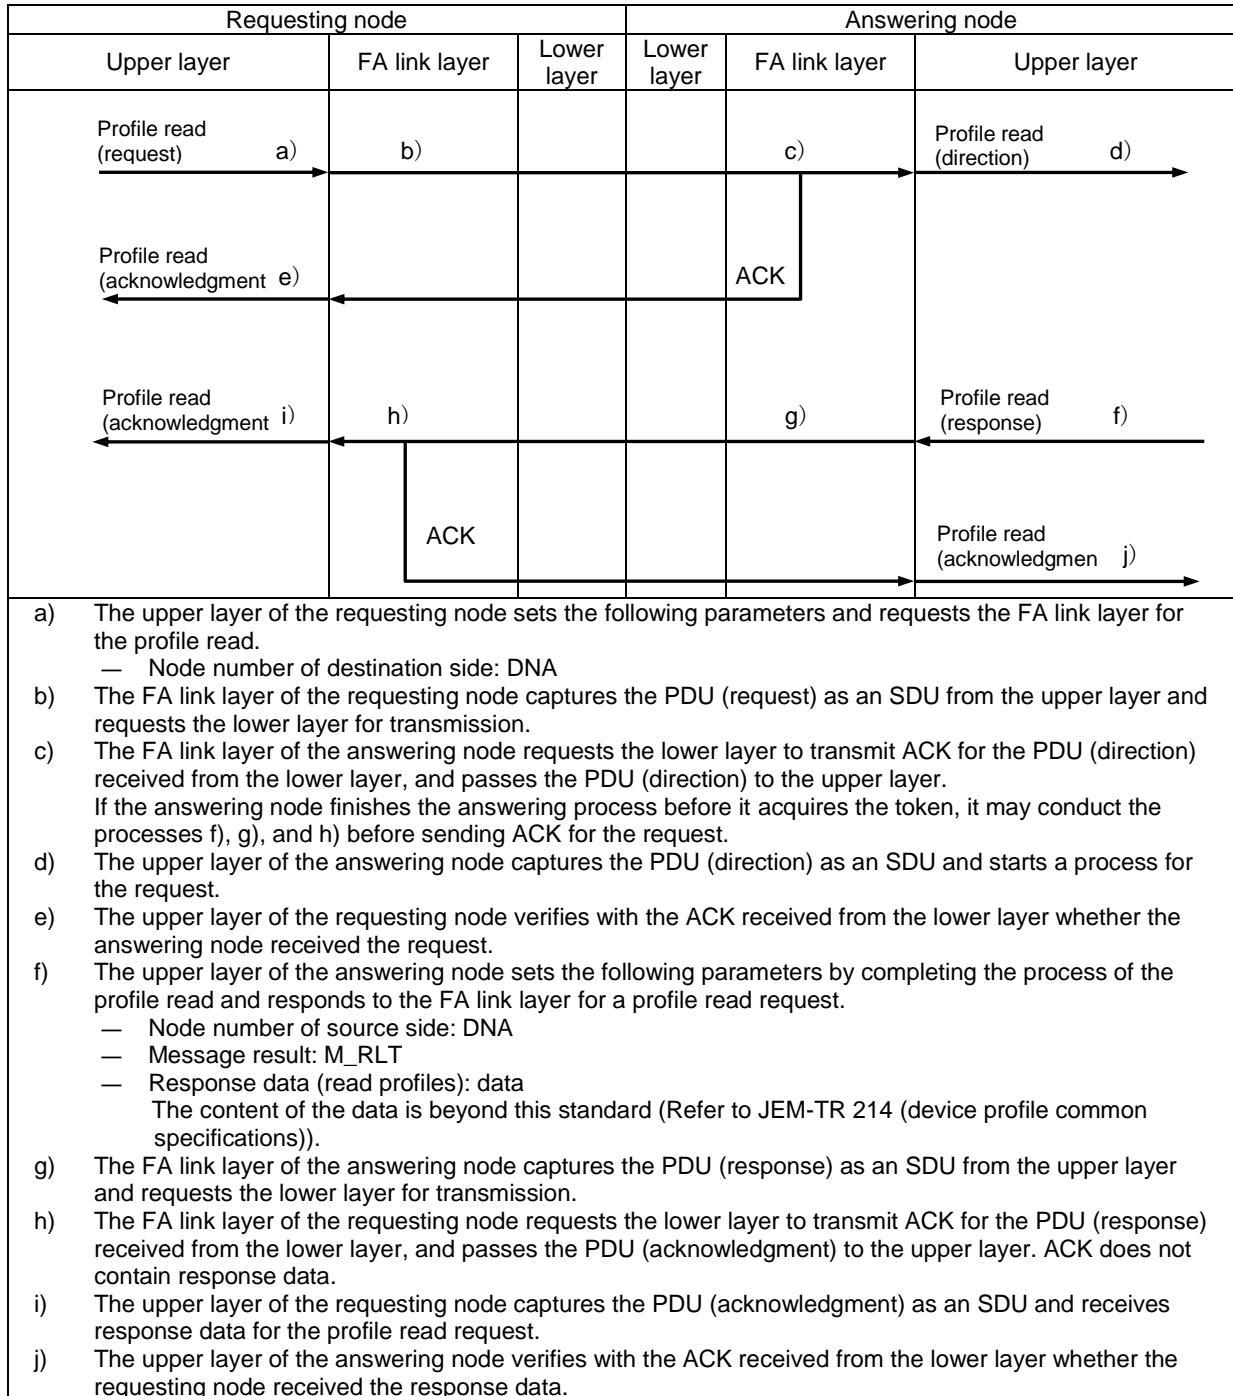 Requesting node
Answering node
Upper layer
FA link layer
Lower
layer
Lower
layer
FA link layer
Upper layer
Profile read
(request) a)
b)
c)
Profile read
(direction) d)
Profile read
(acknowledgment e)
ACK
Profile read
(acknowledgment i)
h)
g)
Profile read
(response) f)
ACK
Profile read
(acknowledgmen j)
a) The upper layer of the requesting node sets the following parameters and requests the FA link layer for
the profile read.
— Node number of destination side: DNA
b) The FA link layer of the requesting node captures the PDU (request) as an SDU from the upper layer and
requests the lower layer for transmission.
c) The FA link layer of the answering node requests the lower layer to transmit ACK for the PDU (direction)
received from the lower layer, and passes the PDU (direction) to the upper layer.
If the answering node finishes the answering process before it acquires the token, it may conduct the
processes f), g), and h) before sending ACK for the request.
d) The upper layer of the answering node captures the PDU (direction) as an SDU and starts a process for
the request.
e) The upper layer of the requesting node verifies with the ACK received from the lower layer whether the
answering node received the request.
f) The upper layer of the answering node sets the following parameters by completing the process of the
profile read and responds to the FA link layer for a profile read request.
— Node number of source side: DNA
— Message result: M_RLT
— Response data (read profiles): data
The content of the data is beyond this standard (Refer to JEM-TR 214 (device profile common
specifications)).
g) The FA link layer of the answering node captures the PDU (response) as an SDU from the upper layer
and requests the lower layer for transmission.
h) The FA link layer of the requesting node requests the lower layer to transmit ACK for the PDU (response)
received from the lower layer, and passes the PDU (acknowledgment) to the upper layer. ACK does not
contain response data.
i) The upper layer of the requesting node captures the PDU (acknowledgment) as an SDU and receives
response data for the profile read request.
j) The upper layer of the answering node verifies with the ACK received from the lower layer whether the
requesting node received the response data.